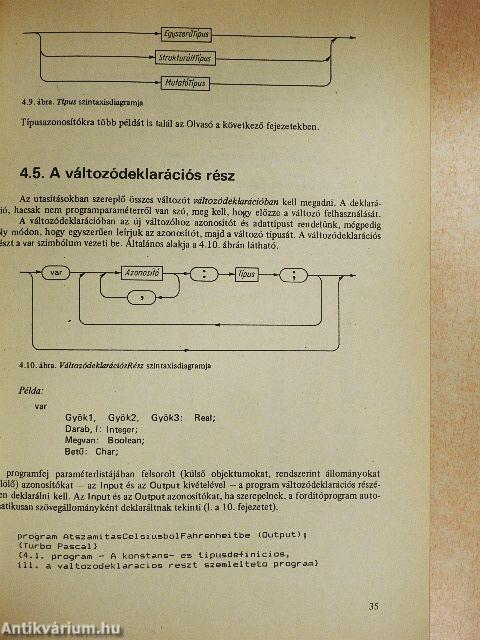 EgyszerűTípus
StrukturáltTípus
MutatóTípus
4.9. ábra. Típus szintaxisdiagramja
Típusazonosítókra több példát is talál az Olvasó a következő fejezetekben.
4.5. A változódeklarációs rész
Az utasításokban szereplő összes változót változódeklarációban kell megadni. A deklará-
ió, hacsak nem programparaméterről van szó, meg kell, hogy előzze a változó felhasználását.
A változódeklarációban az új változóhoz azonosítót és adattípust rendelünk, mégpedig
ly módon, hogy egyszerűen leírjuk az azonosítót, majd a változó típusát. A változódeklarációs
észt a var szimbólum vezeti be. Általános alakja a 4.10. ábrán látható.
var Azonosító : Típus ;
,
4.10. ábra. VáltozódeklarációsRész szintaxisdiagramja
Példa:
var
Gyök1, Gyök2, Gyök3: Real;
Darab, I: Integer;
Megvan: Boolean;
Betű: Char;
programfej paraméterlistájában felsorolt (külső objektumokat, rendszerint állományokat
lölő) azonosítókat — az Input és az Output kivételével — a program változódeklarációs részé-
en deklarálni kell. Az Input és az Output azonosítókat, ha szerepelnek, a fordítóprogram auto-
atikusan szövegállományként deklaráltnak tekinti (l. a 10. fejezetet).
program AtszamitasCelsiusbolFahrenheitbe (Output);
{Turbo Pascal}
{4.1. program - A konstans- es tipusdefinicios,
ill. a valtozodeklaracios reszt szemlelteto program}
35
Antikvárium.hu